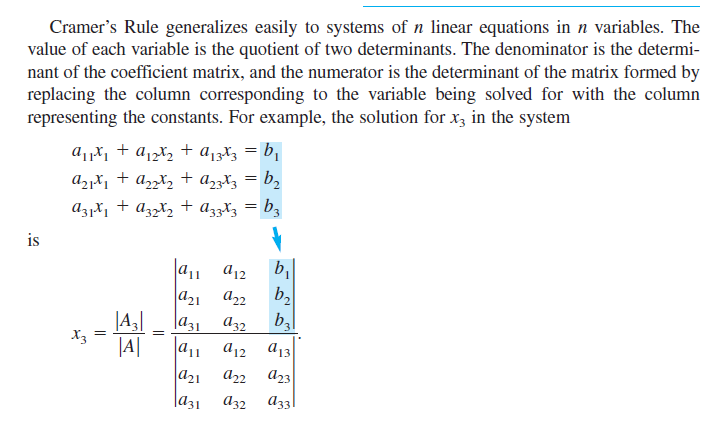 Cramer's Rule generalizes easily to systems of n linear equations in n variables. The
value of each variable is the quotient of two determinants. The denominator is the determi-
nant of the coefficient matrix, and the numerator is the determinant of the matrix formed by
replacing the column corresponding to the variable being solved for with the column
representing the constants. For example, the solution for x₃ in the system
a₁₁x₁ + a₁₂x₂ + a₁₃x₃ = b₁
a₂₁x₁ + a₂₂x₂ + a₂₃x₃ = b₂
a₃₁x₁ + a₃₂x₂ + a₃₃x₃ = b₃
is
|a₁₁ a₁₂ b₁|
|a₂₁ a₂₂ b₂|
|a₃₁ a₃₂ b₃|
x₃ = |A₃| / |A| =
|a₁₁ a₁₂ a₁₃|.
|a₂₁ a₂₂ a₂₃|
|a₃₁ a₃₂ a₃₃|